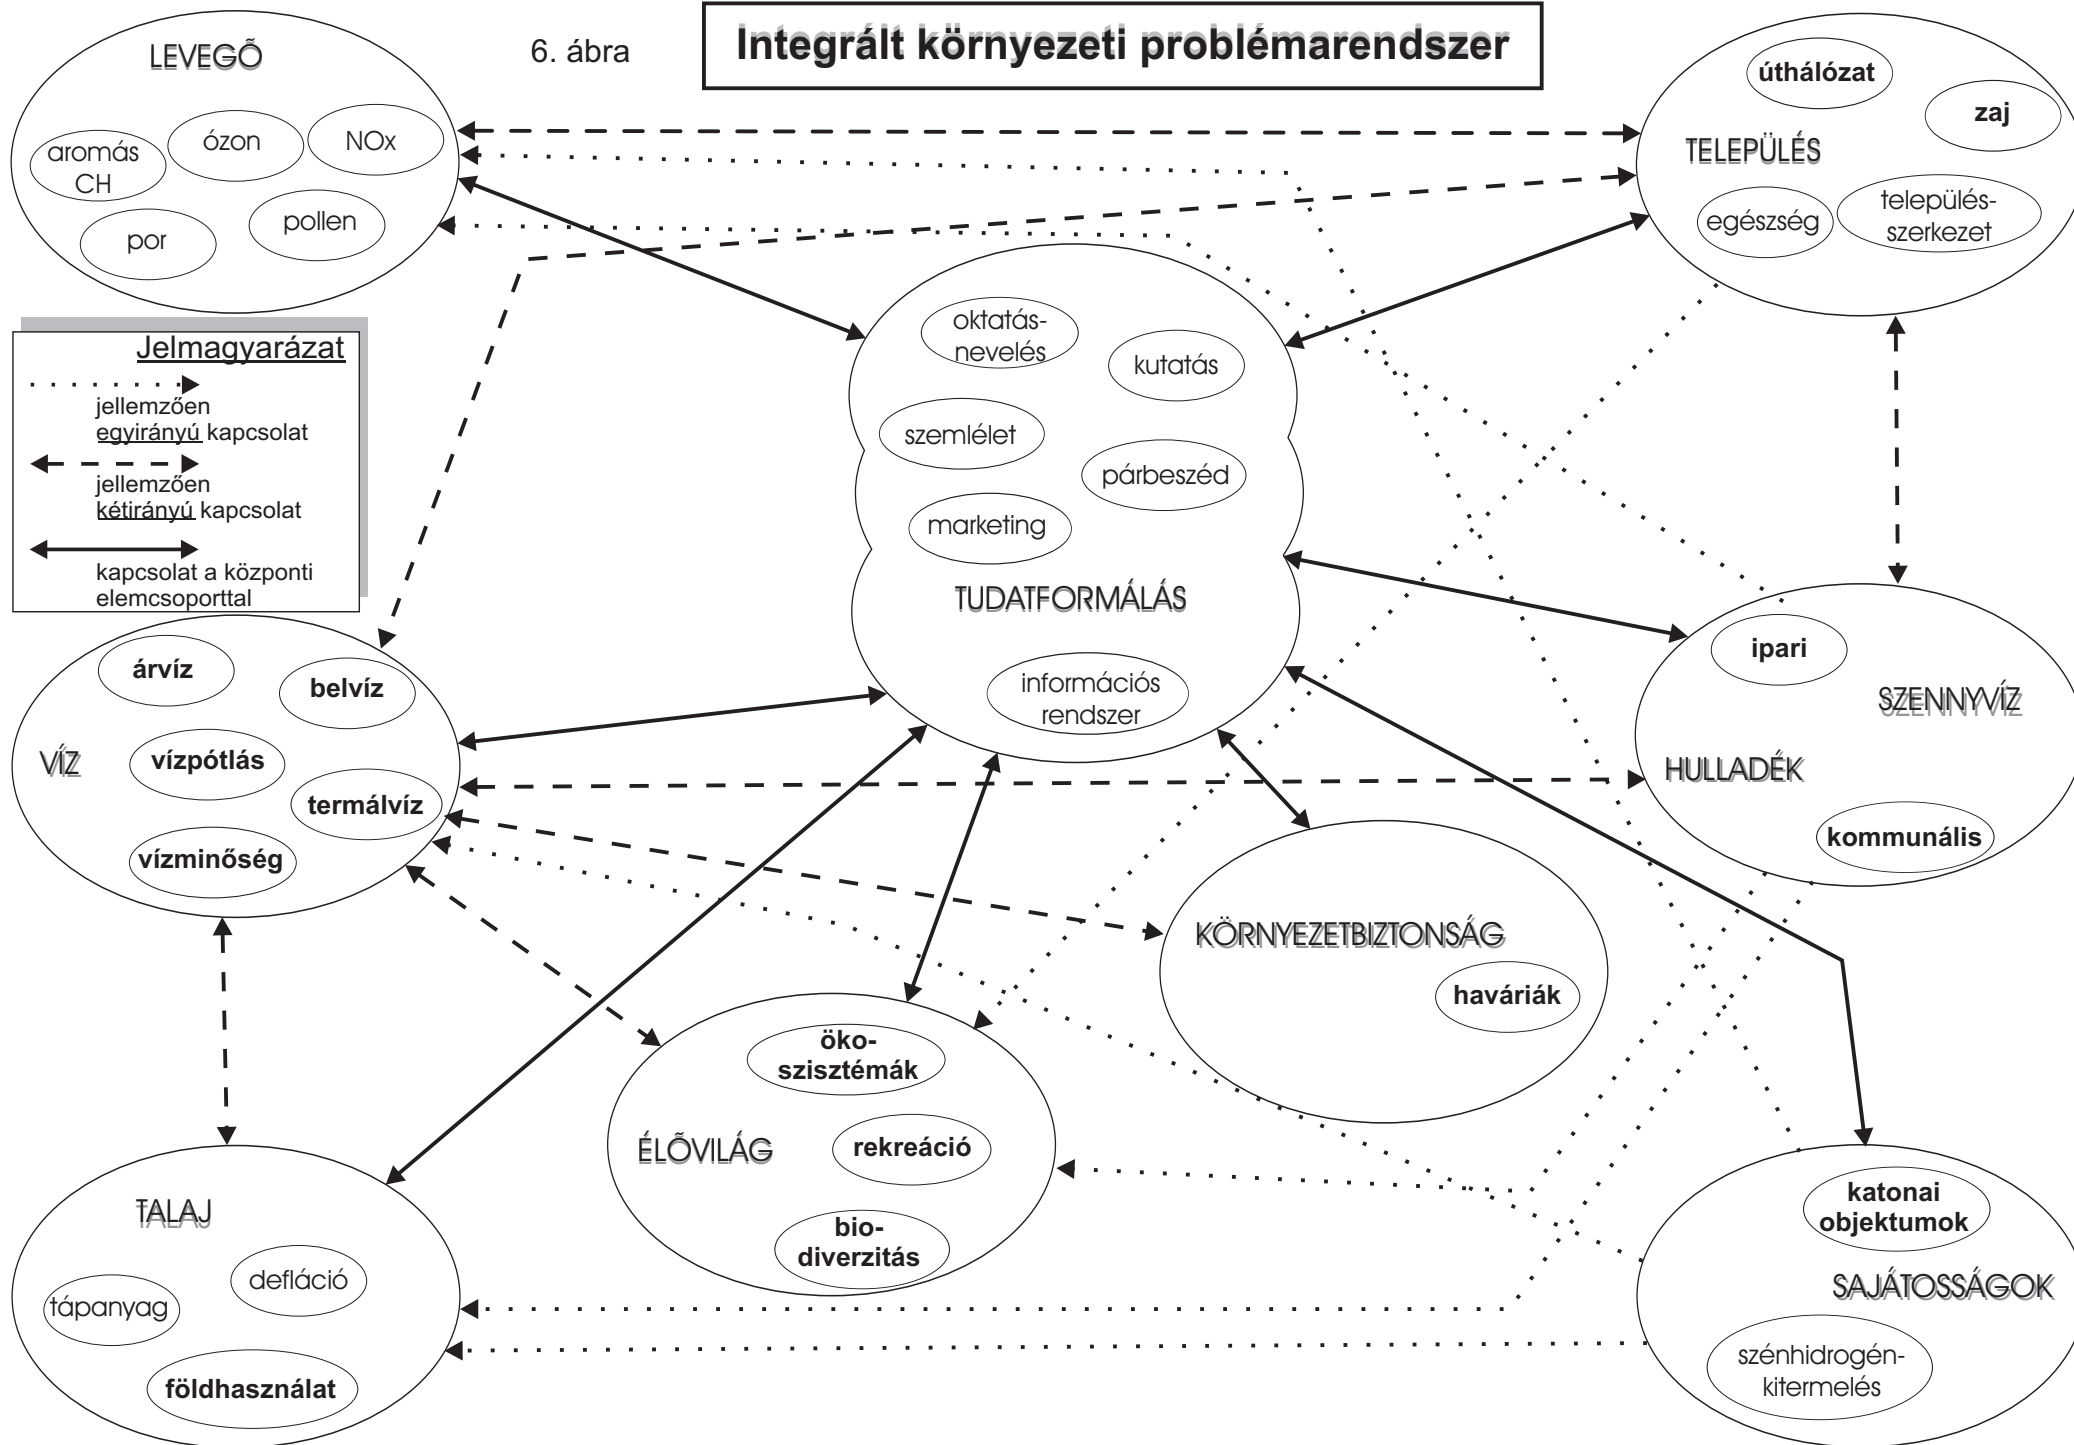 6. ábra
Integrált környezeti problémarendszer
LEVEGÕ
aromás
CH
ózon
NOx
por
pollen
úthálózat
zaj
TELEPÜLÉS
egészség
település-
szerkezet
Jelmagyarázat
jellemzően
egyirányú kapcsolat
jellemzően
kétirányú kapcsolat
kapcsolat a központi
elemcsoporttal
oktatás-
nevelés
kutatás
szemlélet
párbeszéd
marketing
TUDATFORMÁLÁS
információs
rendszer
árvíz
belvíz
VÍZ
vízpótlás
termálvíz
vízminőség
ipari
SZENNYVÍZ
HULLADÉK
kommunális
KÖRNYEZETBIZTONSÁG
haváriák
öko-
szisztémák
ÉLÕVILÁG
rekreáció
bio-
diverzitás
TALAJ
defláció
tápanyag
földhasználat
katonai
objektumok
SAJÁTOSSÁGOK
szénhidrogén-
kitermelés